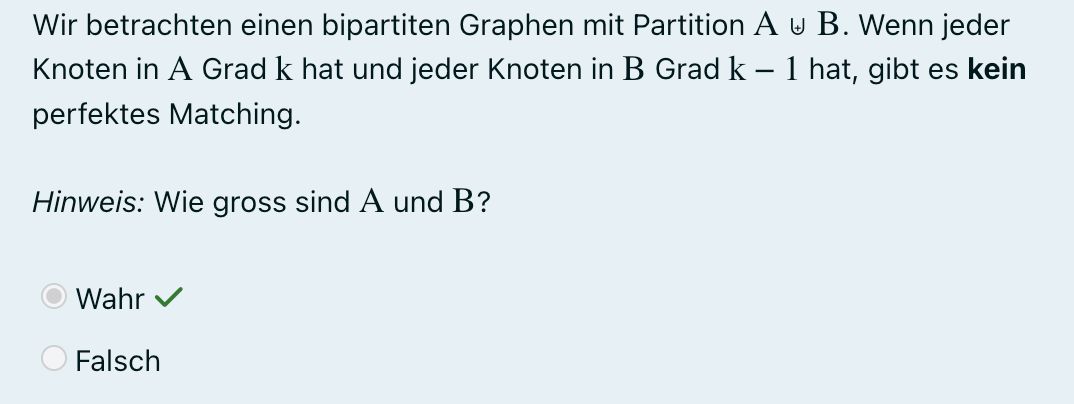 Wir betrachten einen bipartiten Graphen mit Partition A ⊎ B. Wenn jeder
Knoten in A Grad k hat und jeder Knoten in B Grad k − 1 hat, gibt es kein
perfektes Matching.
Hinweis: Wie gross sind A und B?
Wahr
Falsch